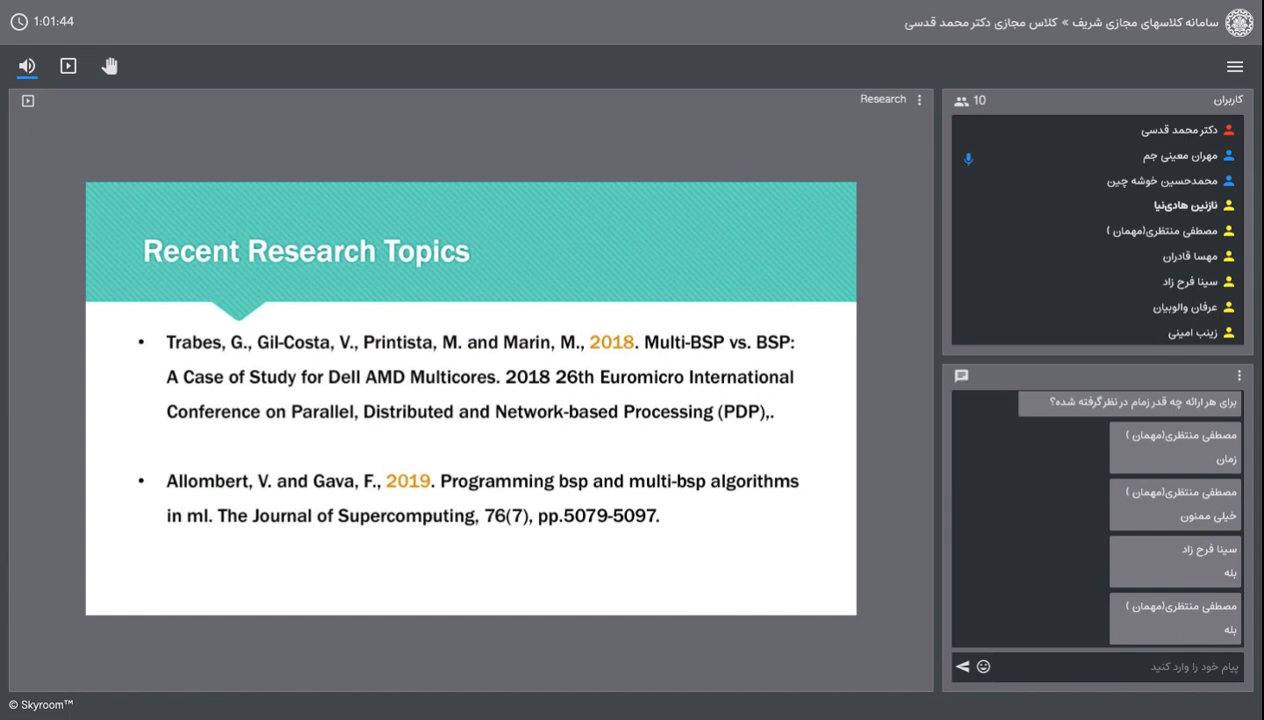 1:01:44
سامانه کلاسهای مجازی شریف » کلاس مجازی دکتر محمد قدسی
Research
Recent Research Topics
• Trabes, G., Gil-Costa, V., Printista, M. and Marin, M., 2018. Multi-BSP vs. BSP:
A Case of Study for Dell AMD Multicores. 2018 26th Euromicro International
Conference on Parallel, Distributed and Network-based Processing (PDP),.
• Allombert, V. and Gava, F., 2019. Programming bsp and multi-bsp algorithms
in ml. The Journal of Supercomputing, 76(7), pp.5079-5097.
کاربران
10
دکتر محمد قدسی
مهران معینی جم
محمدحسین خوشه چین
نازنین هادی‌نیا
مصطفی منتظری(مهمان )
مهسا قادران
سینا فرح زاد
عرفان والوبیان
زینب امینی
برای هر ارائه چه قدر زمام در نظر گرفته شده؟
مصطفی منتظری(مهمان )
زمان
مصطفی منتظری(مهمان )
خیلی ممنون
سینا فرح زاد
بله
مصطفی منتظری(مهمان )
بله
پیام خود را وارد کنید
© Skyroom™